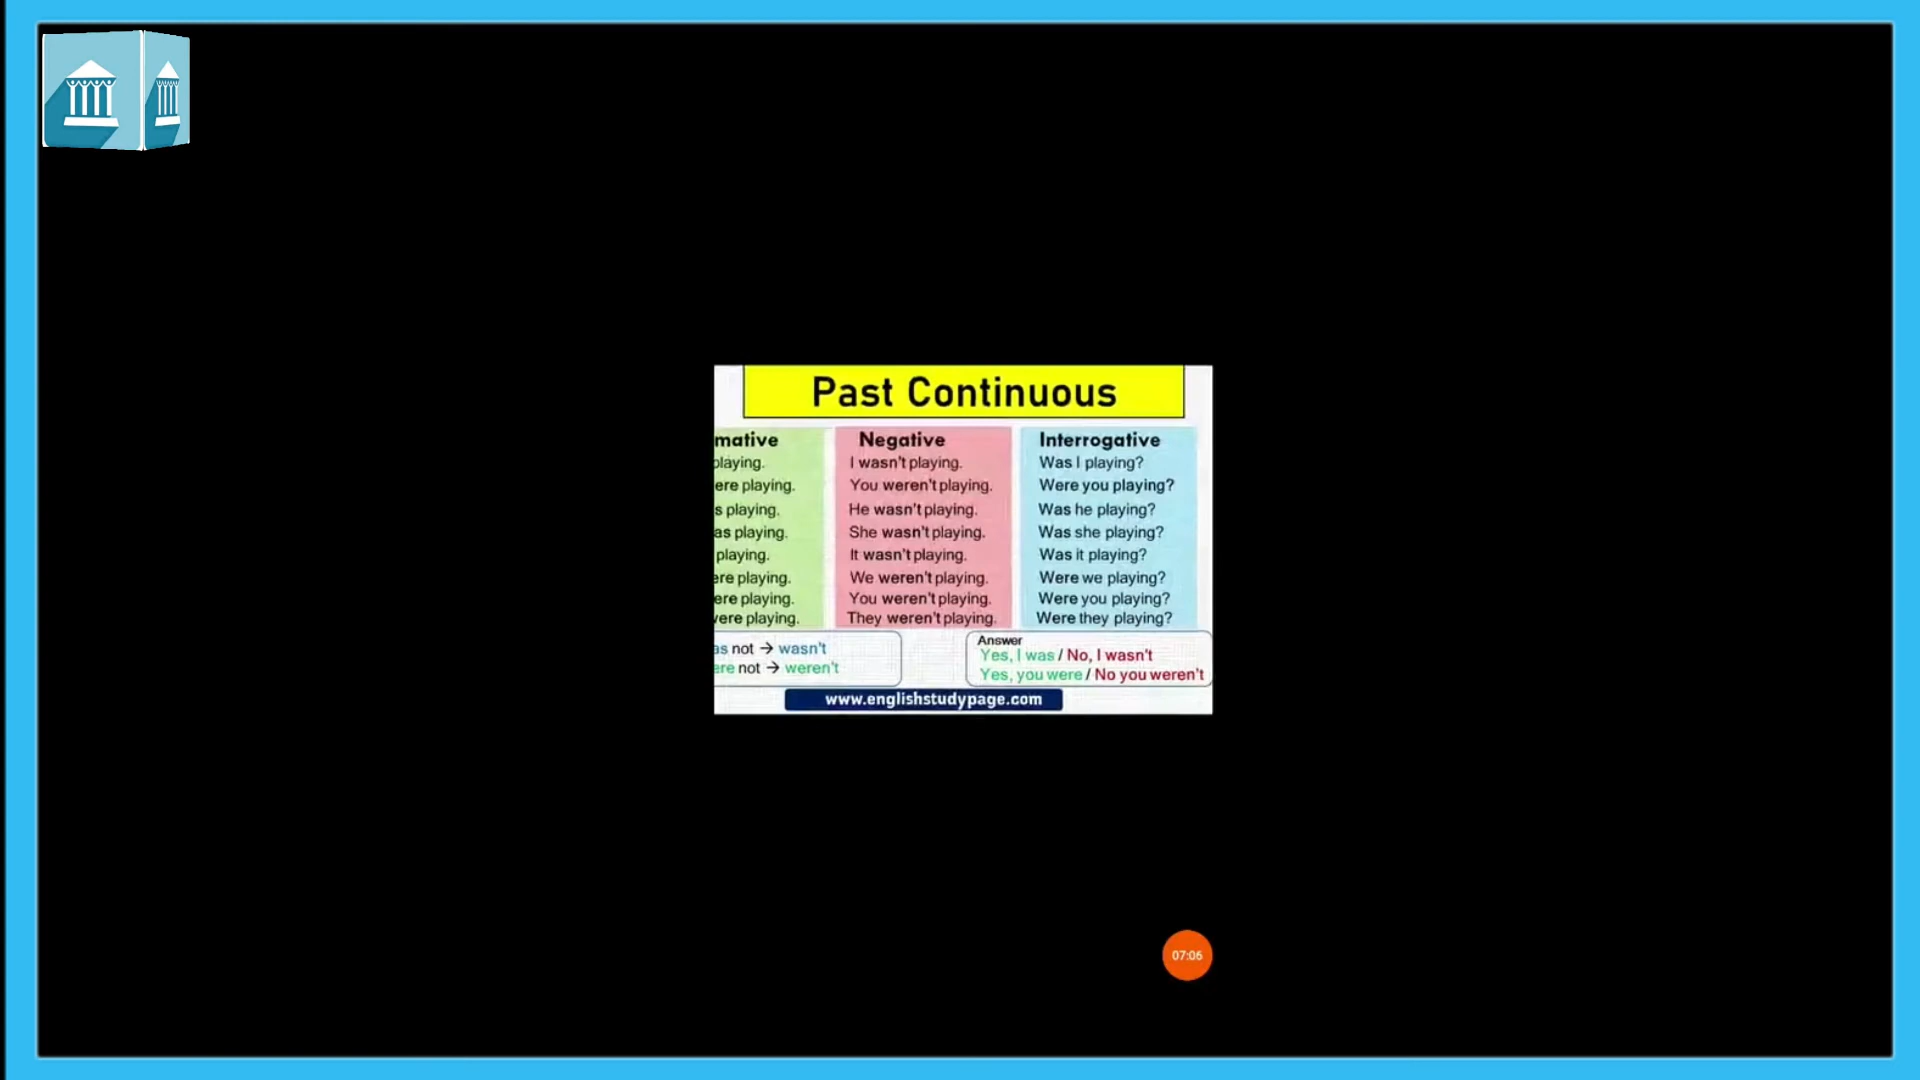 Past Continuous
mative Negative Interrogative
playing. I wasn't playing. Was I playing?
ere playing. You weren't playing. Were you playing?
s playing. He wasn't playing. Was he playing?
as playing. She wasn't playing. Was she playing?
playing. It wasn't playing. Was it playing?
ere playing. We weren't playing. Were we playing?
ere playing. You weren't playing. Were you playing?
were playing. They weren't playing. Were they playing?
as not → wasn't
ere not → weren't
Answer
Yes, I was / No, I wasn't
Yes, you were / No you weren't
www.englishstudypage.com
07:06